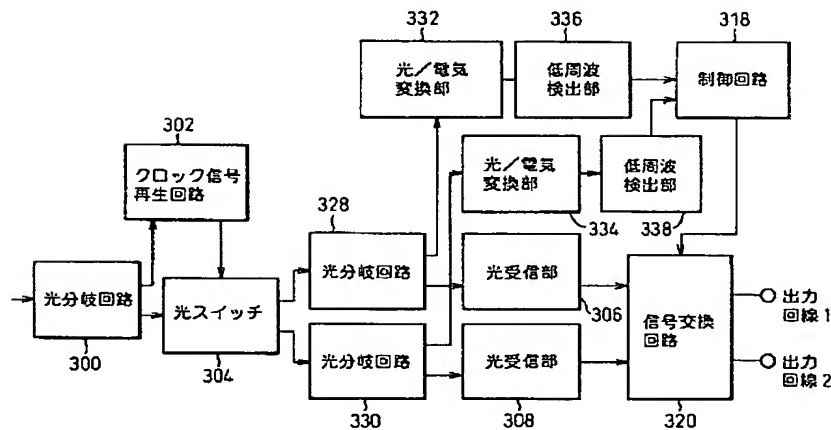 332
336
318
光/電気
変換部
低周波
検出部
制御回路
302
クロック信号
再生回路
光/電気
変換部
低周波
検出部
328
334
338
光分岐回路
300
光スイッチ
304
光分岐回路
光受信部
306
信号交換
回路
320
出力
回線1
出力
回線2
光分岐回路
330
光受信部
308